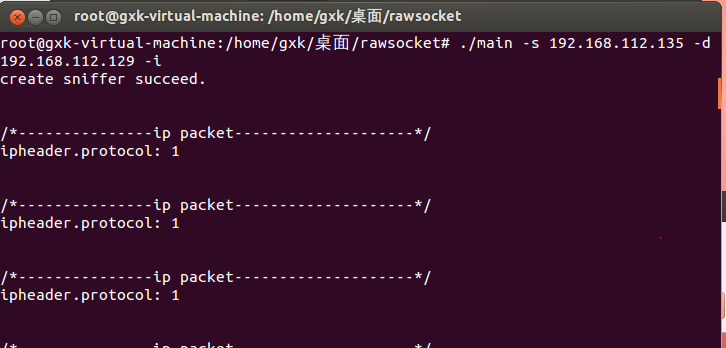 root@gxk-virtual-machine: /home/gxk/桌面/rawsocket
root@gxk-virtual-machine:/home/gxk/桌面/rawsocket# ./main -s 192.168.112.135 -d
192.168.112.129 -i
create sniffer succeed.
/*---------------ip packet--------------------*/
ipheader.protocol: 1
/*---------------ip packet--------------------*/
ipheader.protocol: 1
/*---------------ip packet--------------------*/
ipheader.protocol: 1
/*---------------ip packet--------------------*/